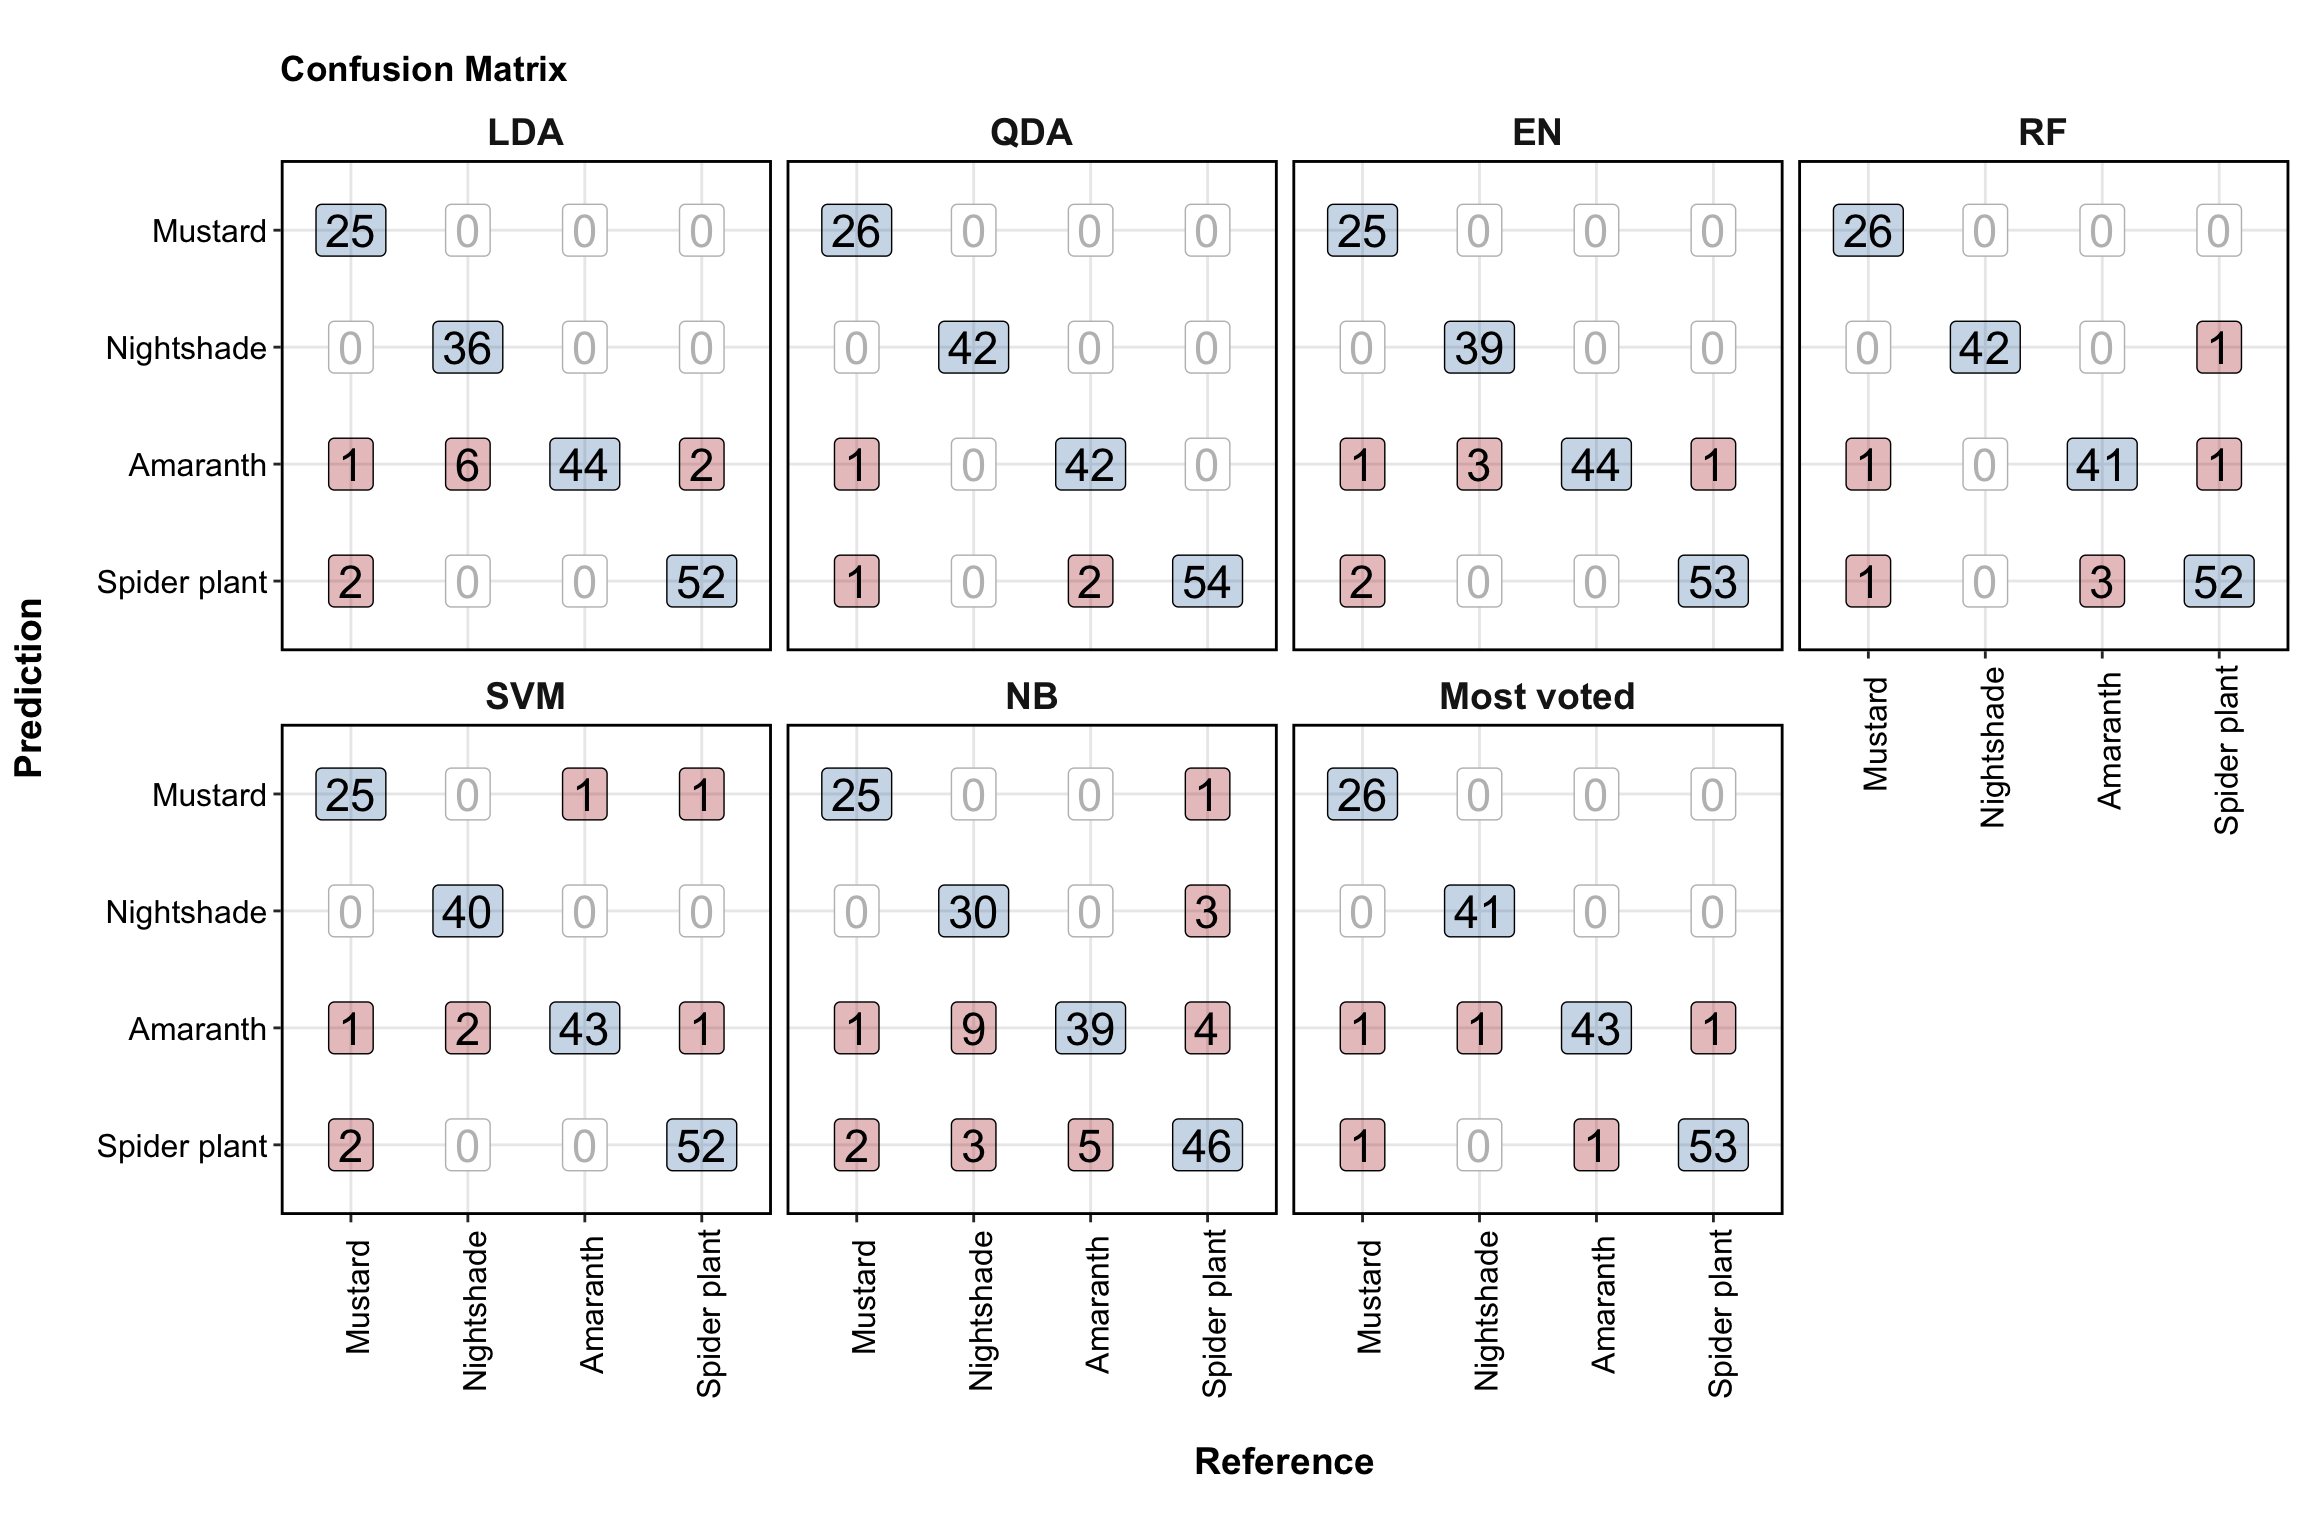 Confusion Matrix
LDA QDA EN RF
Mustard 25 0 0 0 26 0 0 0 25 0 0 0 26 0 0 0
Nightshade 0 36 0 0 0 42 0 0 0 39 0 0 0 42 0 1
Amaranth 1 6 44 2 1 0 42 0 1 3 44 1 1 0 41 1
Spider plant 2 0 0 52 1 0 2 54 2 0 0 53 1 0 3 52
Mustard Nightshade Amaranth Spider plant
SVM NB Most voted
Mustard 25 0 1 1 25 0 0 1 26 0 0 0
Nightshade 0 40 0 0 0 30 0 3 0 41 0 0
Amaranth 1 2 43 1 1 9 39 4 1 1 43 1
Spider plant 2 0 0 52 2 3 5 46 1 0 1 53
Mustard Nightshade Amaranth Spider plant Mustard Nightshade Amaranth Spider plant Mustard Nightshade Amaranth Spider plant
Prediction
Reference